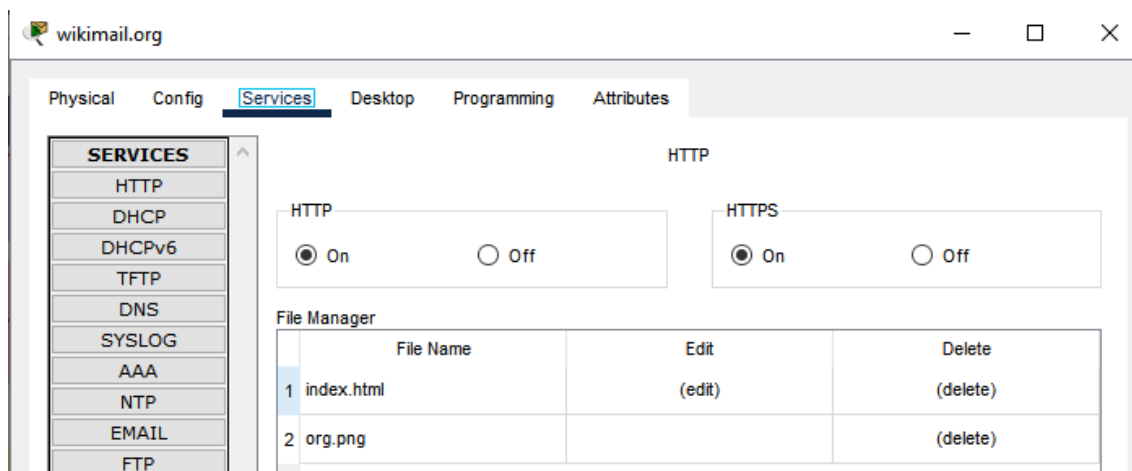 wikimail.org
Physical Config Services Desktop Programming Attributes
SERVICES
HTTP
DHCP
DHCPv6
TFTP
DNS
SYSLOG
AAA
NTP
EMAIL
FTP
HTTP
HTTP
On Off
HTTPS
On Off
File Manager
File Name Edit Delete
1 index.html (edit) (delete)
2 org.png (delete)